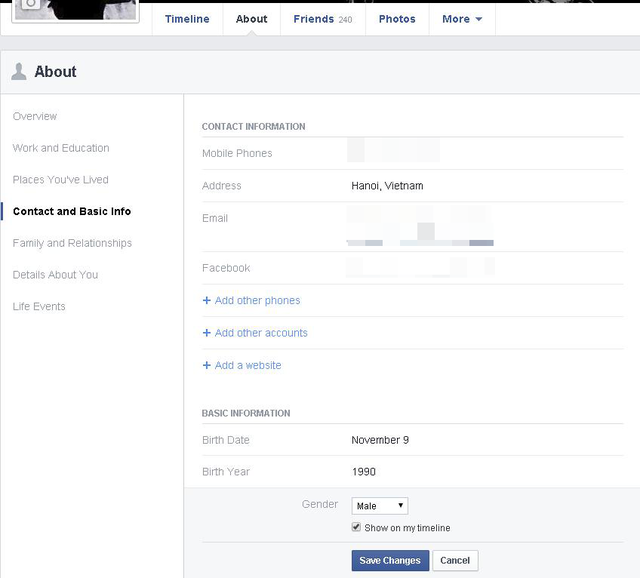 Timeline About Friends 240 Photos More
About
Overview
Work and Education
Places You've Lived
Contact and Basic Info
Family and Relationships
Details About You
Life Events
CONTACT INFORMATION
Mobile Phones
Address Hanoi, Vietnam
Email
Facebook
+ Add other phones
+ Add other accounts
+ Add a website
BASIC INFORMATION
Birth Date November 9
Birth Year 1990
Gender Male
Show on my timeline
Save Changes Cancel